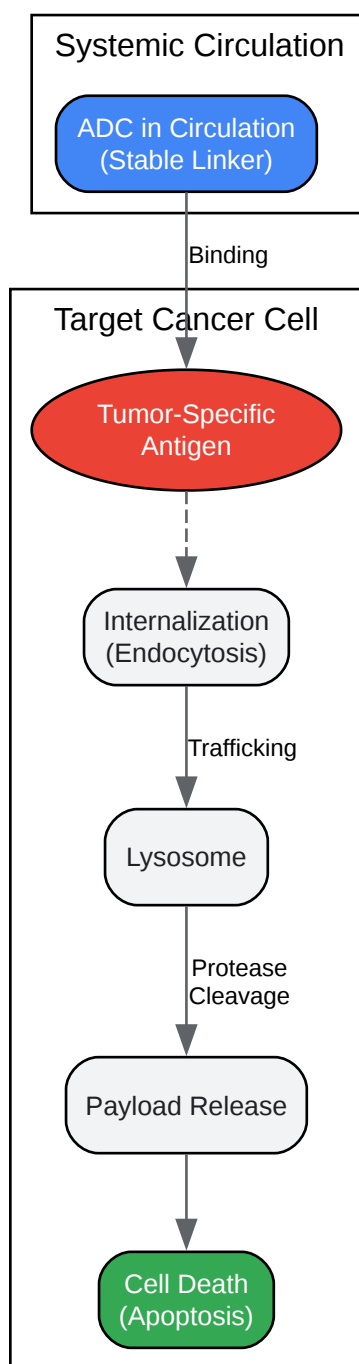 Systemic Circulation
ADC in Circulation
(Stable Linker)
Binding
Target Cancer Cell
Tumor-Specific
Antigen
Internalization
(Endocytosis)
Trafficking
Lysosome
Protease
Cleavage
Payload Release
Cell Death
(Apoptosis)